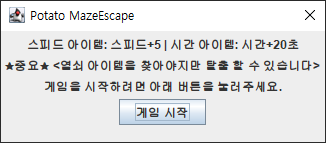 Potato MazeEscape
스피드 아이템: 스피드+5 | 시간 아이템: 시간+20초
★중요★ <열쇠 아이템을 찾아야지만 탈출 할 수 있습니다>
게임을 시작하려면 아래 버튼을 눌러주세요.
게임 시작